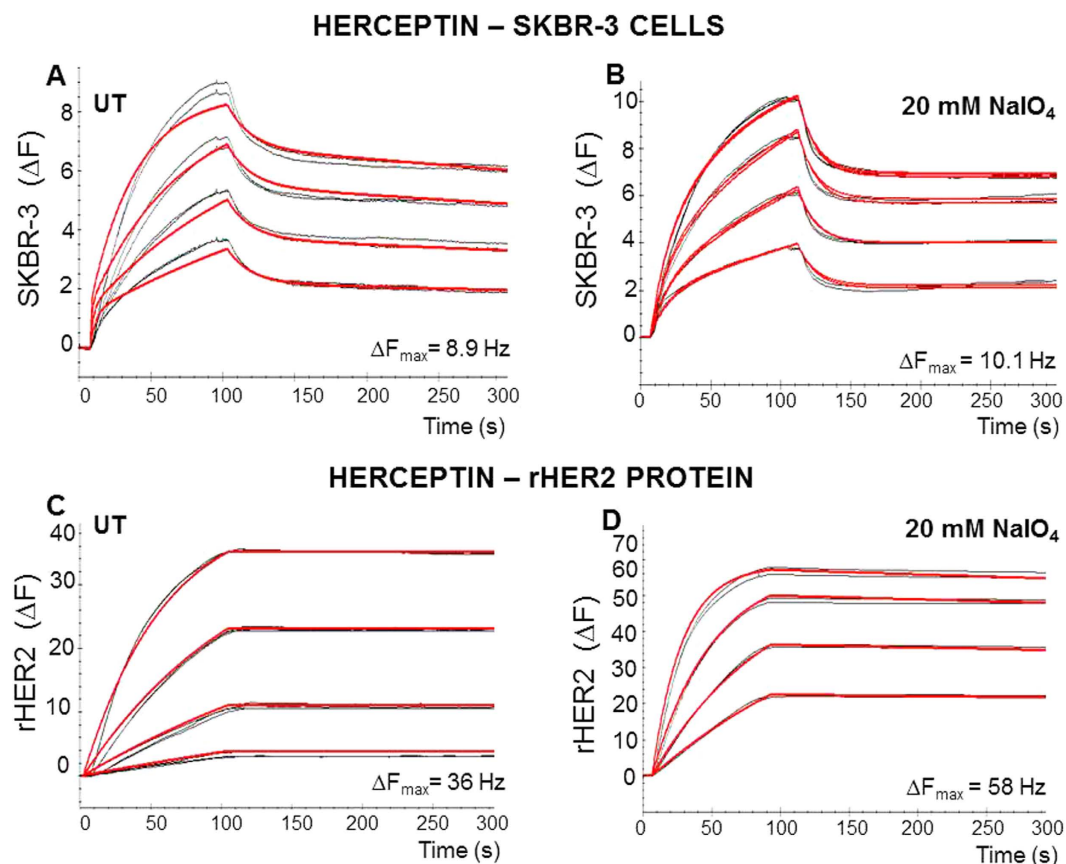 HERCEPTIN – SKBR-3 CELLS
A
UT
SKBR-3 (ΔF)
8
6
4
2
0
ΔFmax= 8.9 Hz
0 50 100 150 200 250 300
Time (s)
B
20 mM NaIO4
SKBR-3 (ΔF)
10
8
6
4
2
0
ΔFmax= 10.1 Hz
0 50 100 150 200 250 300
Time (s)
HERCEPTIN – rHER2 PROTEIN
C
UT
rHER2 (ΔF)
40
30
20
10
0
ΔFmax= 36 Hz
0 50 100 150 200 250 300
Time (s)
D
20 mM NaIO4
rHER2 (ΔF)
70
60
50
40
30
20
10
0
ΔFmax= 58 Hz
0 50 100 150 200 250 300
Time (s)